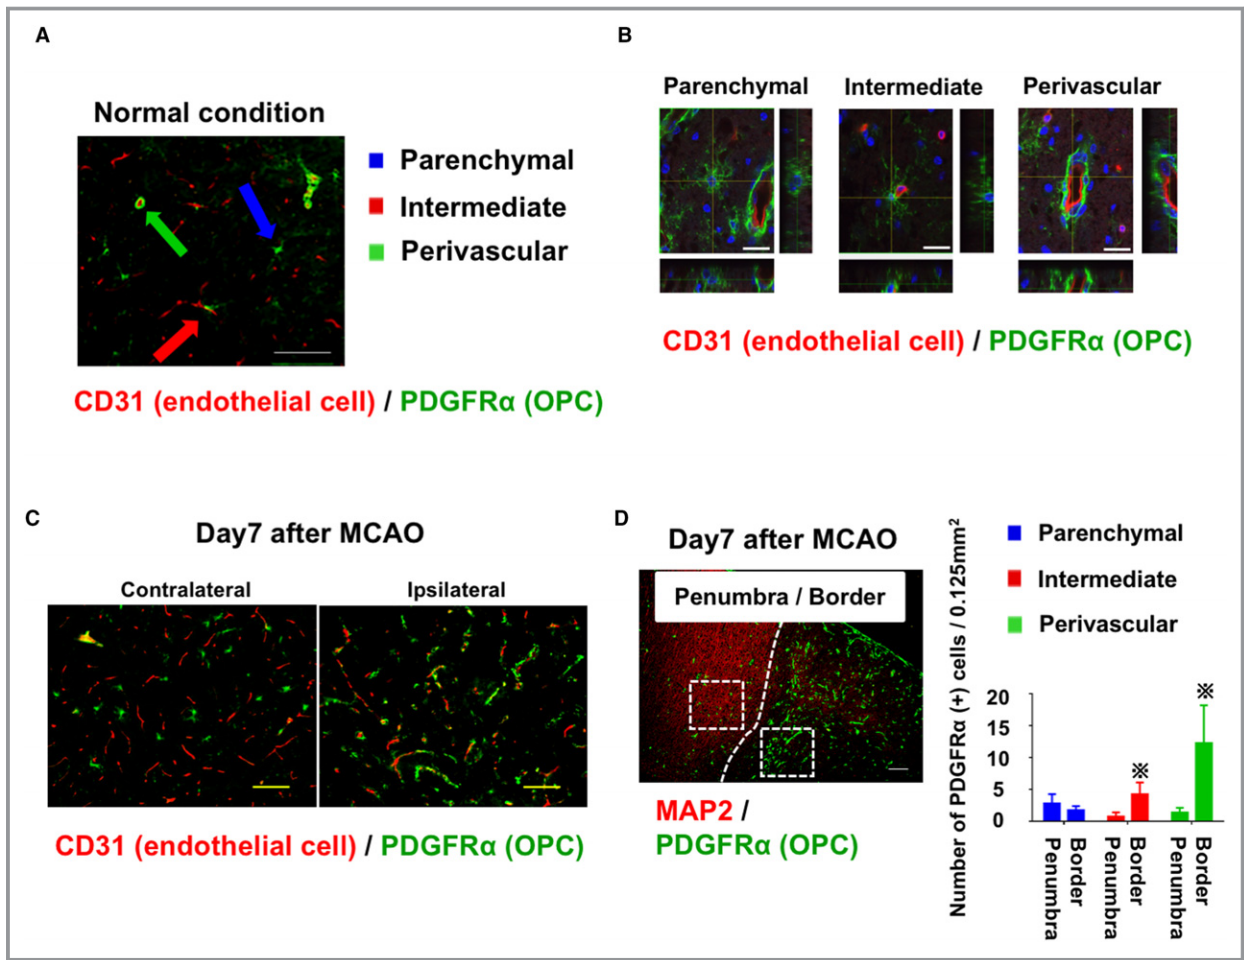 A
Normal condition
Parenchymal
Intermediate
Perivascular
CD31 (endothelial cell) / PDGFRα (OPC)
B
Parenchymal
Intermediate
Perivascular
CD31 (endothelial cell) / PDGFRα (OPC)
C
Day7 after MCAO
Contralateral
Ipsilateral
CD31 (endothelial cell) / PDGFRα (OPC)
D
Day7 after MCAO
Penumbra / Border
MAP2 /
PDGFRα (OPC)
Number of PDGFRα (+) cells / 0.125mm²
Parenchymal
Intermediate
Perivascular
20
15
10
5
0
※
※
Penumbra
Border
Penumbra
Border
Penumbra
Border